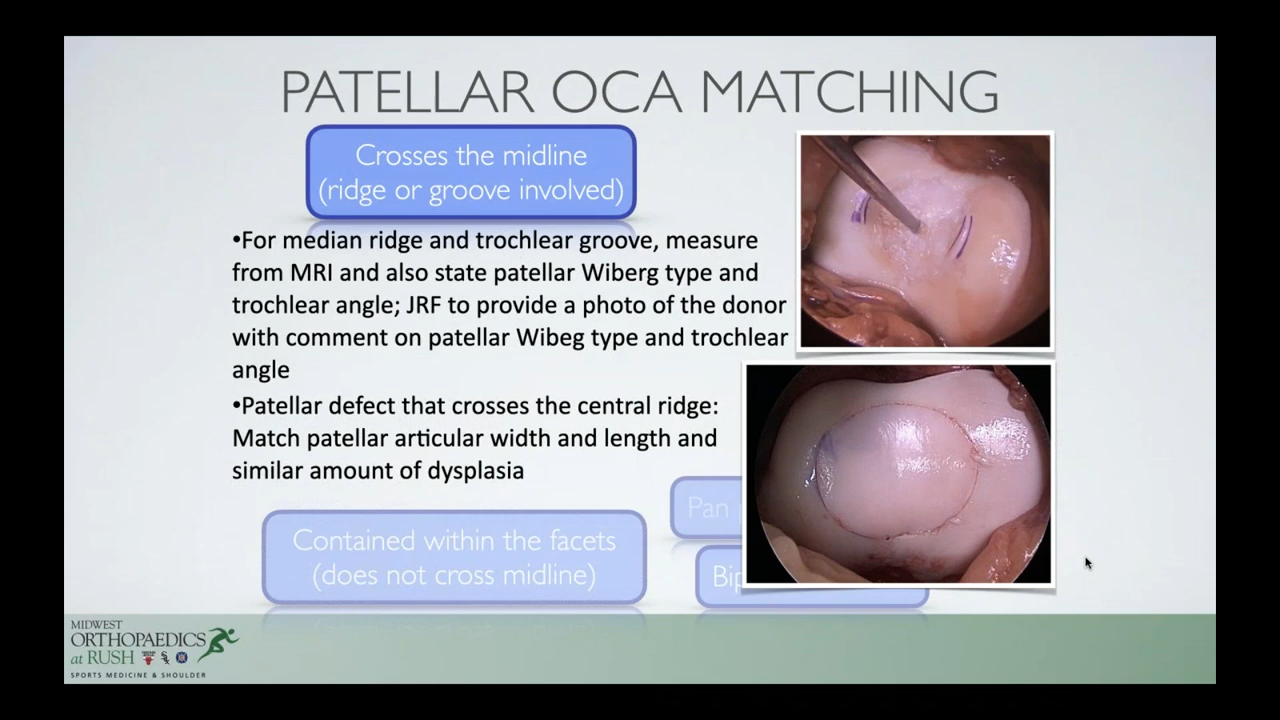 PATELLAR OCA MATCHING
Crosses the midline
(ridge or groove involved)
•For median ridge and trochlear groove, measure
from MRI and also state patellar Wiberg type and
trochlear angle; JRF to provide a photo of the donor
with comment on patellar Wibeg type and trochlear
angle
•Patellar defect that crosses the central ridge:
Match patellar articular width and length and
similar amount of dysplasia
Pan
Contained within the facets
(does not cross midline)
MIDWEST
ORTHOPAEDICS
at RUSH
SPORTS MEDICINE & SHOULDER